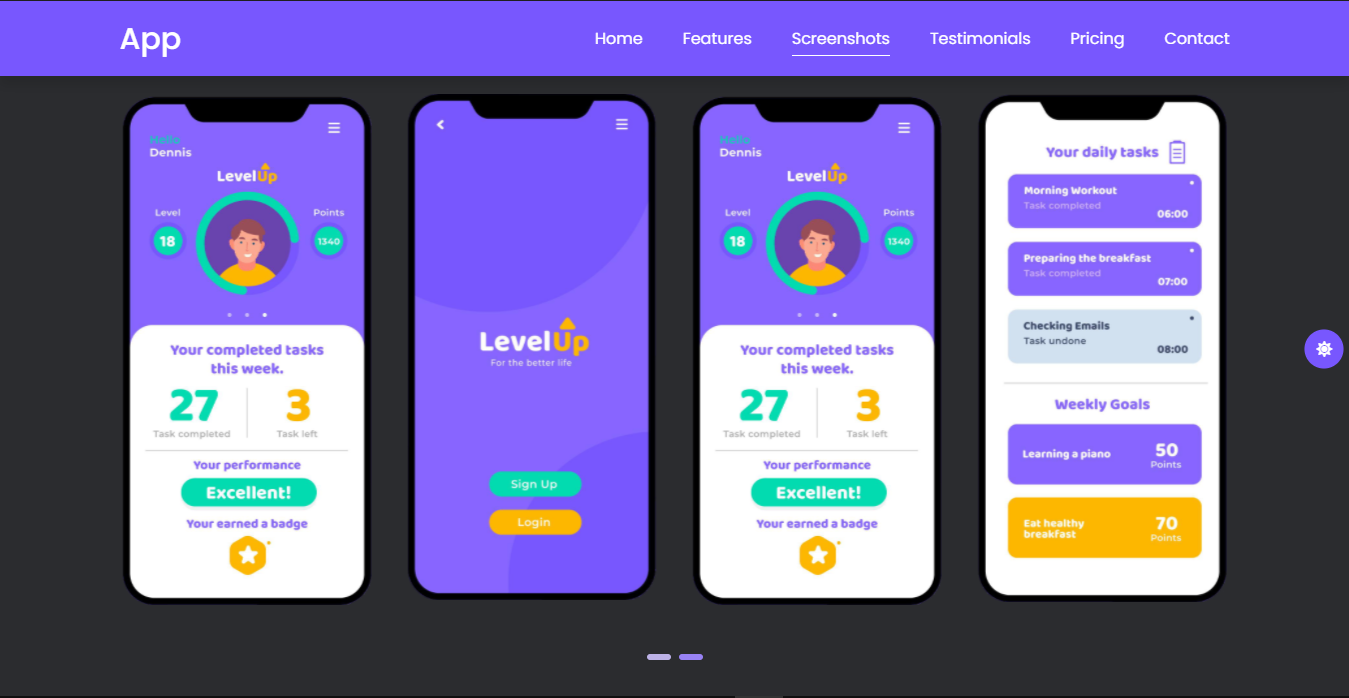 App
Home Features Screenshots Testimonials Pricing Contact
Hello
Dennis
LevelUp
Level
Points
18
1340
Your completed tasks
this week.
27
3
Task completed
Task left
Your performance
Excellent!
Your earned a badge
LevelUp
For the better life
Sign Up
Login
Hello
Dennis
LevelUp
Level
Points
18
1340
Your completed tasks
this week.
27
3
Task completed
Task left
Your performance
Excellent!
Your earned a badge
Your daily tasks
Morning Workout
Task completed
06:00
Preparing the breakfast
Task completed
07:00
Checking Emails
Task undone
08:00
Weekly Goals
Learning a piano
50
Points
Eat healthy
breakfast
70
Points